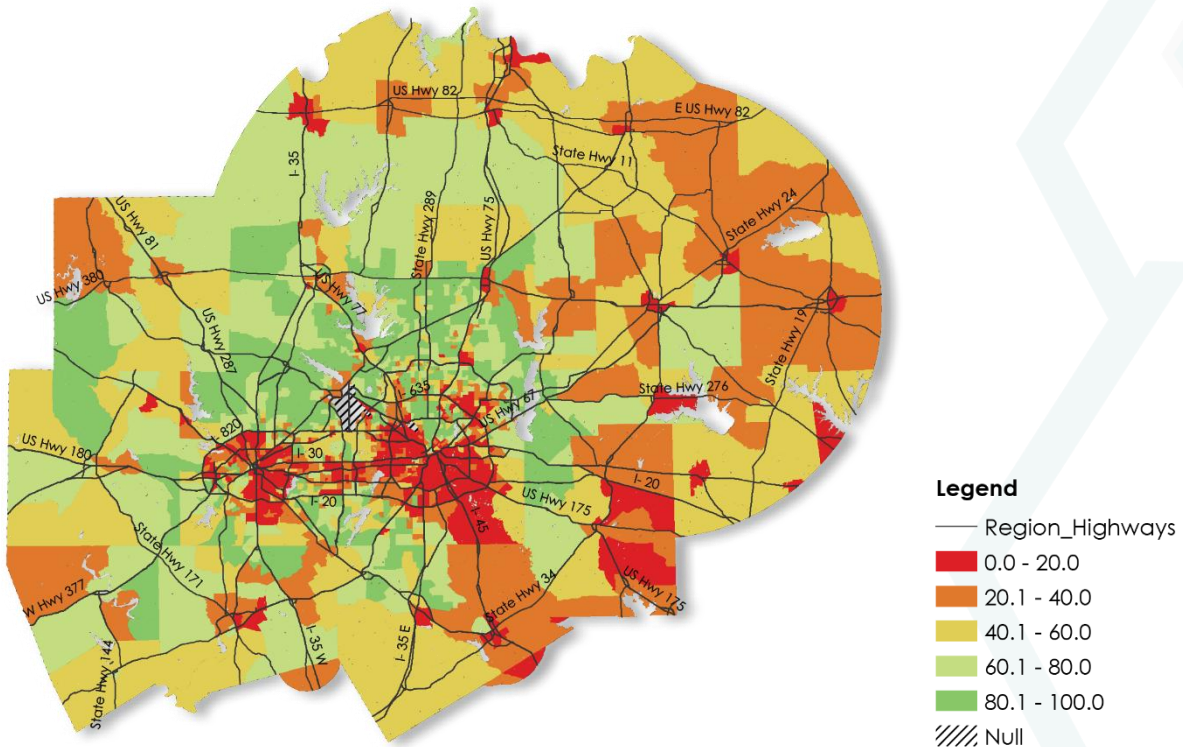 US Hwy 82
E US Hwy 82
State Hwy 11
I- 35
State Hwy 24
US Hwy 81
State Hwy 289
US Hwy 75
US Hwy 380
US Hwy 77
State Hwy 19
US Hwy 287
I- 635
State Hwy 276
US Hwy 67
I- 820
US Hwy 180
I- 30
I- 20
I- 20
US Hwy 175
I- 45
State Hwy 171
W Hwy 377
State Hwy 34
US Hwy 175
I- 35 W
I- 35 E
State Hwy 144
Legend
Region_Highways
0.0 - 20.0
20.1 - 40.0
40.1 - 60.0
60.1 - 80.0
80.1 - 100.0
Null